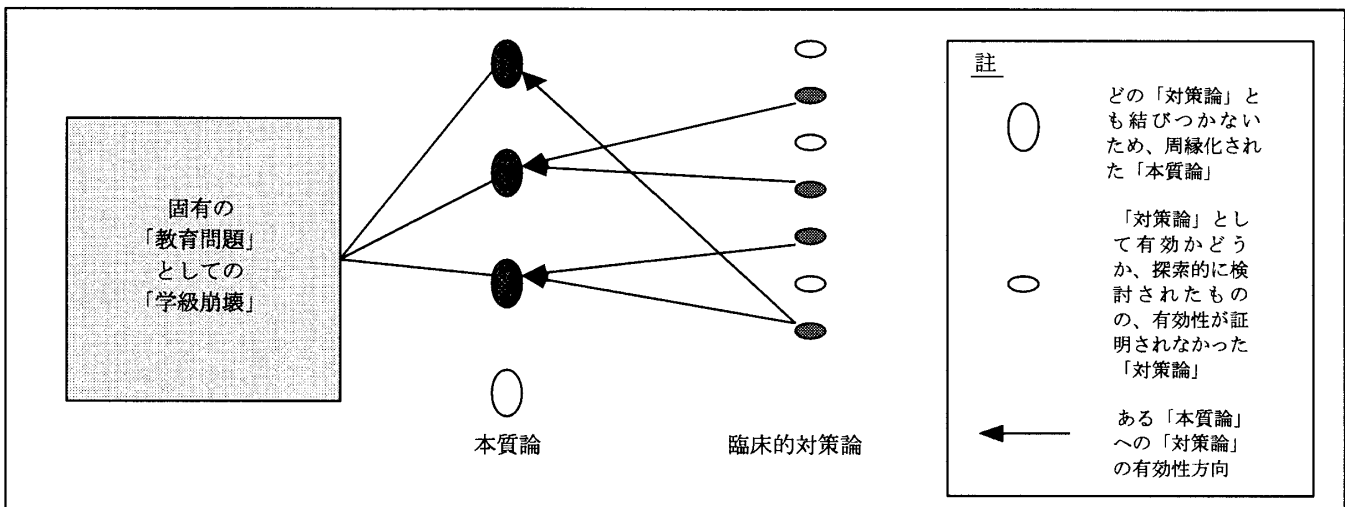 固有の
「教育問題」
としての
「学級崩壊」
本質論
臨床的対策論
註
どの「対策論」と
も結びつかない
ため、周縁化され
た「本質論」
「対策論」とし
て有効かどう
か、探索的に検
討されたもの
の、有効性が証
明されなかった
「対策論」
ある「本質論」
への「対策論」
の有効性方向